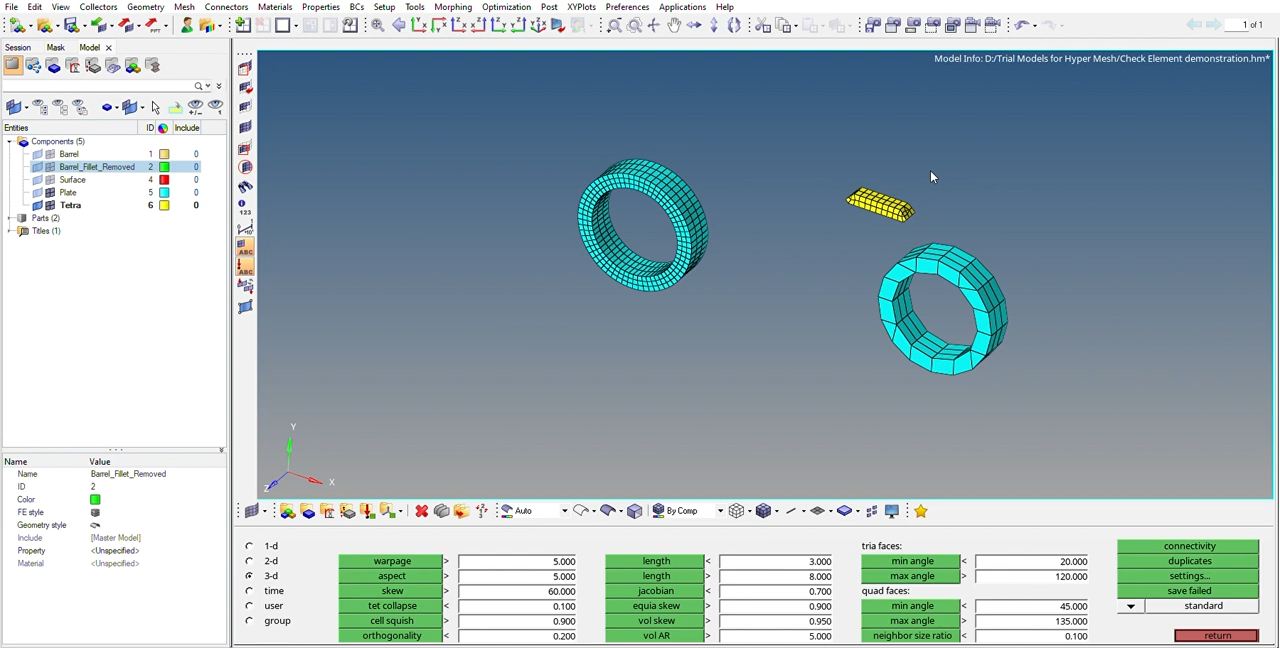 File Edit View Collectors Geometry Mesh Connectors Materials Properties BCs Setup Tools Morphing Optimization Post XYPlots Preferences Applications Help
1 of 1
Session Mask Model
Model Info: D:/Trial Models for Hyper Mesh/Check Element demonstration.hm*
Entities ID Include
Components (5)
Barrel 1 0
Barrel_Fillet_Removed 2 0
Surface 4 0
Plate 5 0
Tetra 6 0
Parts (2)
Titles (1)
123
ABC
ABC
Y
X
Z
Name Value
Name Barrel_Fillet_Removed
ID 2
Color
FE style
Geometry style
Include [Master Model]
Property <Unspecified>
Material <Unspecified>
Auto By Comp
1-d tria faces: connectivity
2-d warpage > 5.000 length < 3.000 min angle < 20.000 duplicates
3-d aspect > 5.000 length > 8.000 max angle > 120.000 settings...
time skew > 60.000 jacobian < 0.700 quad faces: save failed
user tet collapse < 0.100 equia skew > 0.900 min angle < 45.000 standard
group cell squish > 0.900 vol skew > 0.950 max angle > 135.000
orthogonality < 0.200 vol AR > 5.000 neighbor size ratio < 0.100 return